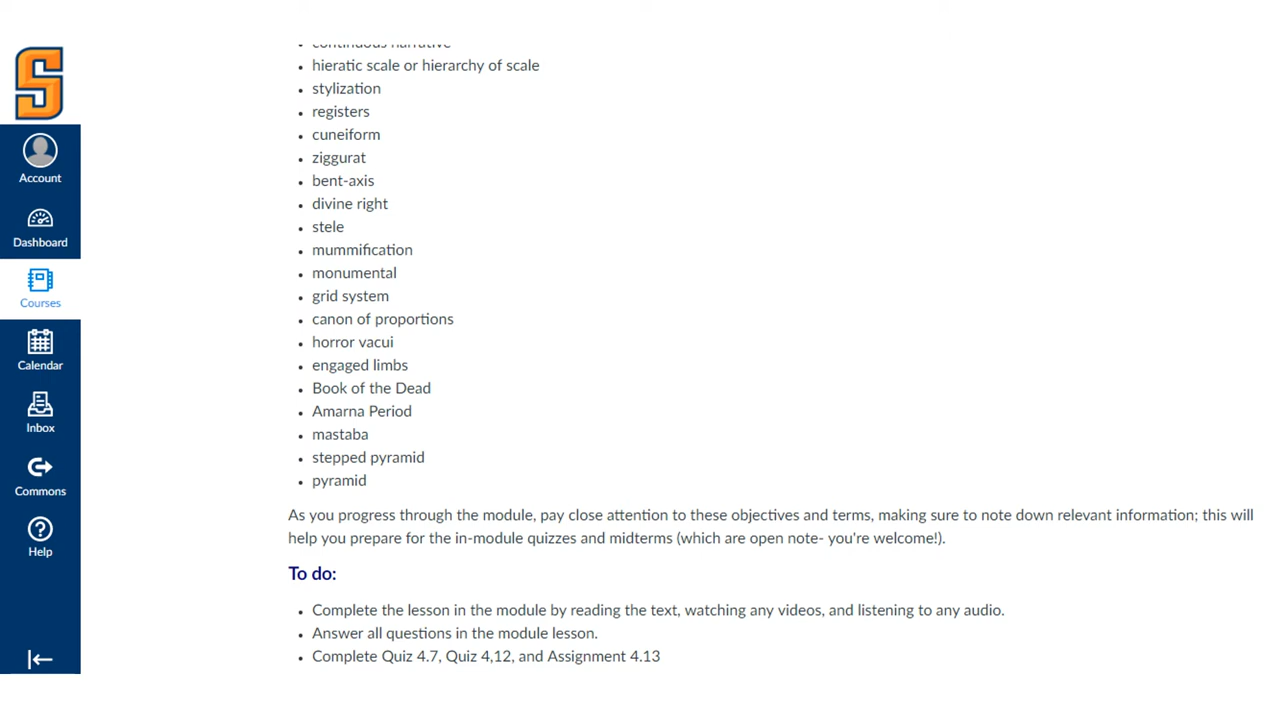 S
Account
Dashboard
Courses
Calendar
Inbox
Commons
Help
continuous narrative
hieratic scale or hierarchy of scale
stylization
registers
cuneiform
ziggurat
bent-axis
divine right
stele
mummification
monumental
grid system
canon of proportions
horror vacui
engaged limbs
Book of the Dead
Amarna Period
mastaba
stepped pyramid
pyramid
As you progress through the module, pay close attention to these objectives and terms, making sure to note down relevant information; this will
help you prepare for the in-module quizzes and midterms (which are open note- you're welcome!).
To do:
Complete the lesson in the module by reading the text, watching any videos, and listening to any audio.
Answer all questions in the module lesson.
Complete Quiz 4.7, Quiz 4,12, and Assignment 4.13